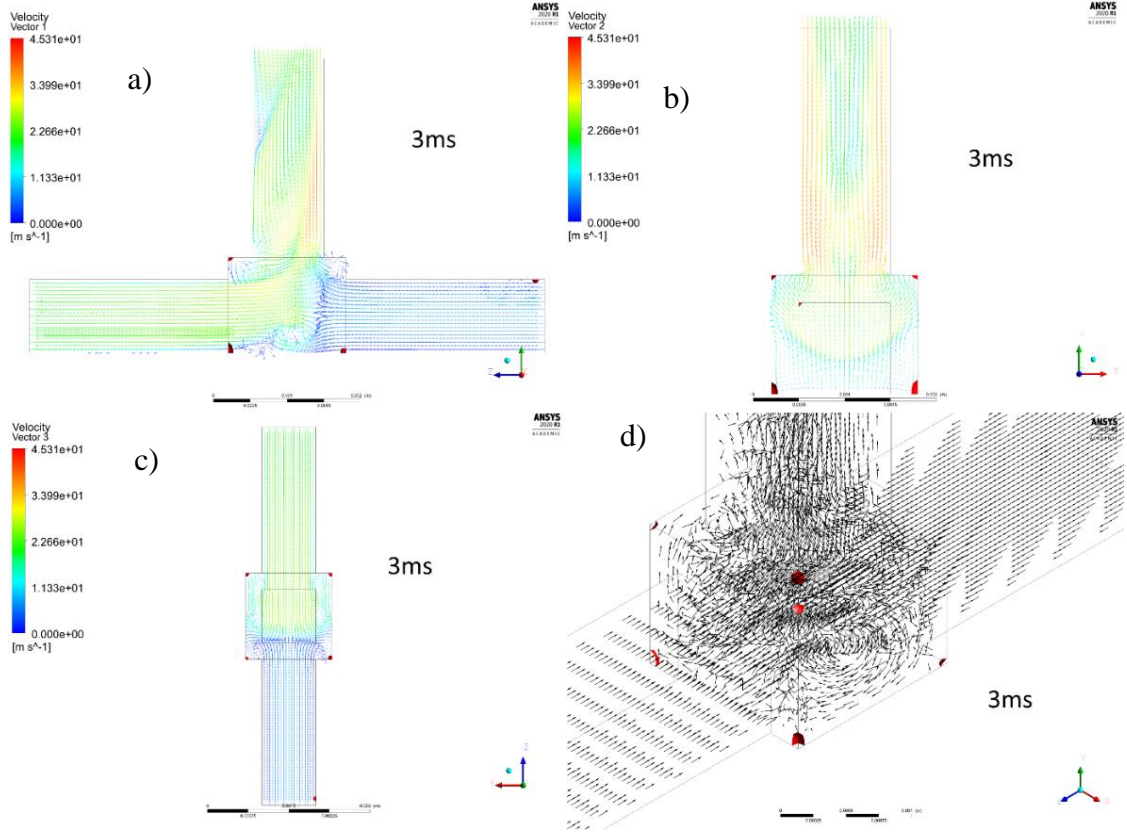 Velocity
Vector 1
4.531e+01
3.399e+01
2.266e+01
1.133e+01
0.000e+00
[m s^-1]
a)
3ms
ANSYS
2020 R1
ACADEMIC
Z
Velocity
Vector 2
4.531e+01
3.399e+01
2.266e+01
1.133e+01
0.000e+00
[m s^-1]
b)
3ms
ANSYS
2020 R1
ACADEMIC
Velocity
Vector 3
4.531e+01
3.399e+01
2.266e+01
1.133e+01
0.000e+00
[m s^-1]
c)
3ms
ANSYS
2020 R1
ACADEMIC
Z
d)
3ms
ANSYS
2020 R1
ACADEMIC
Y
X